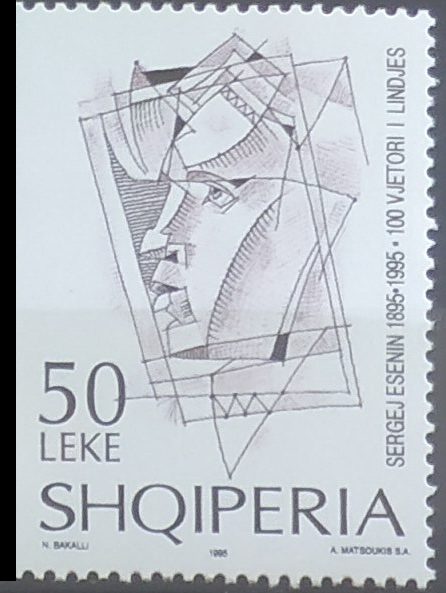 SERGEJ ESENIN 1895•1995 • 100 VJETORI I LINDJES
50
LEKE
SHQIPERIA
N. BAKALLI 1995 A. MATSOUKIS S.A.